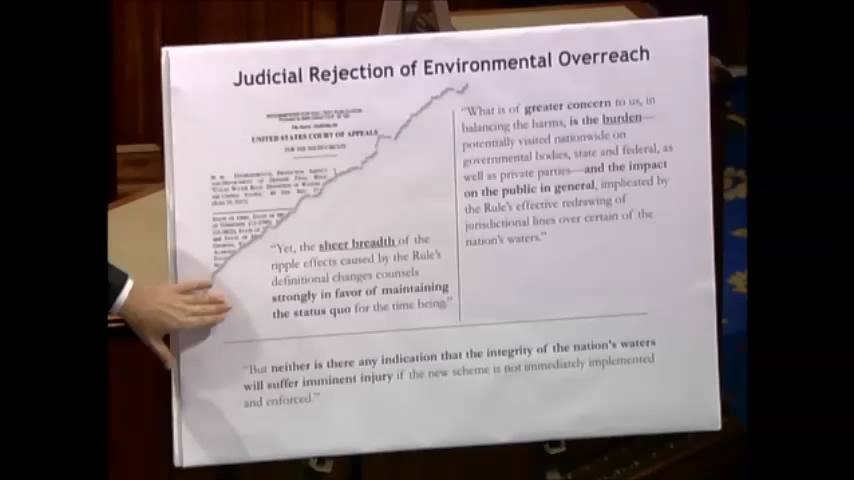 Judicial Rejection of Environmental Overreach
UNITED STATES COURT OF APPEALS
FOR THE SIXTH CIRCUIT
"Yet, the sheer breadth of the
ripple effects caused by the Rule's
definitional changes counsels
strongly in favor of maintaining
the status quo for the time being."
"What is of greater concern to us, in
balancing the harms, is the burden—
potentially visited nationwide on
governmental bodies, state and federal, as
well as private parties—and the impact
on the public in general, implicated by
the Rule's effective redrawing of
jurisdictional lines over certain of the
nation's waters."
"But neither is there any indication that the integrity of the nation's waters
will suffer imminent injury if the new scheme is not immediately implemented
and enforced."